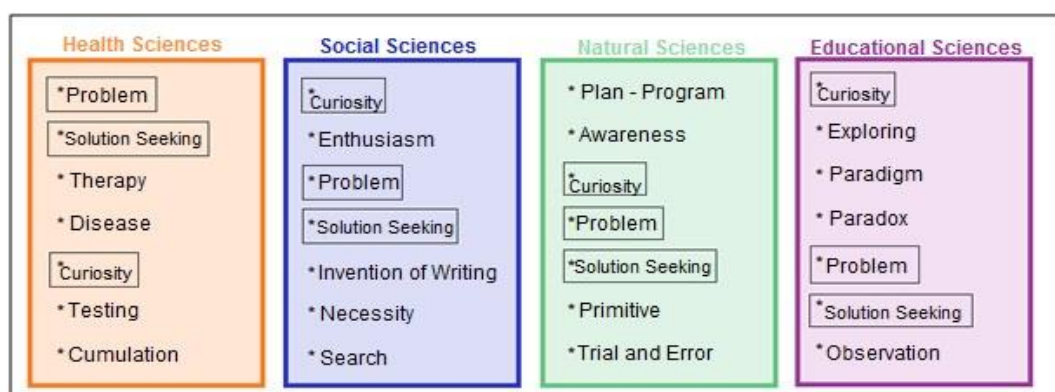 Health Sciences
*Problem
*Solution Seeking
* Therapy
* Disease
*Curiosity
* Testing
* Cumulation
Social Sciences
*Curiosity
*Enthusiasm
*Problem
*Solution Seeking
*Invention of Writing
* Necessity
* Search
Natural Sciences
* Plan - Program
* Awareness
*Curiosity
*Problem
*Solution Seeking
* Primitive
*Trial and Error
Educational Sciences
*Curiosity
* Exploring
* Paradigm
* Paradox
*Problem
*Solution Seeking
*Observation